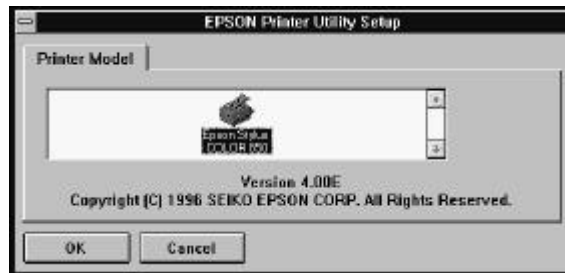 EPSON Printer Utility Setup
Printer Model
Epson Stylus
COLOR 850
Version 4.00E
Copyright (C) 1996 SEIKO EPSON CORP. All Rights Reserved.
OK
Cancel